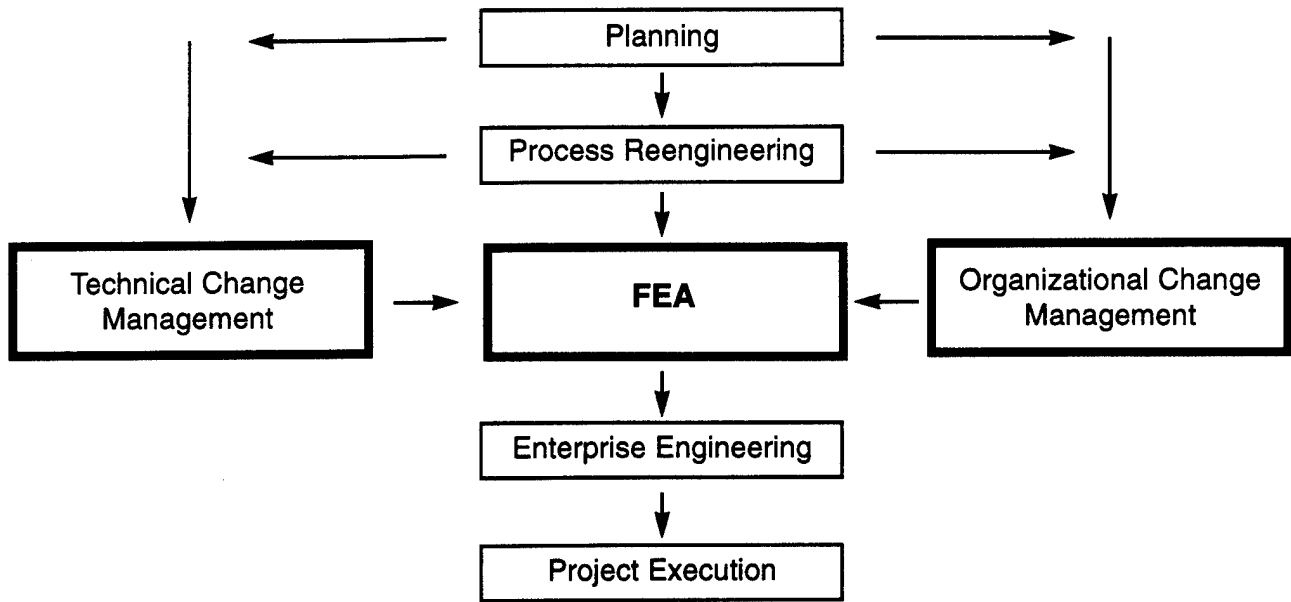 Planning
Process Reengineering
Technical Change
Management
FEA
Organizational Change
Management
Enterprise Engineering
Project Execution